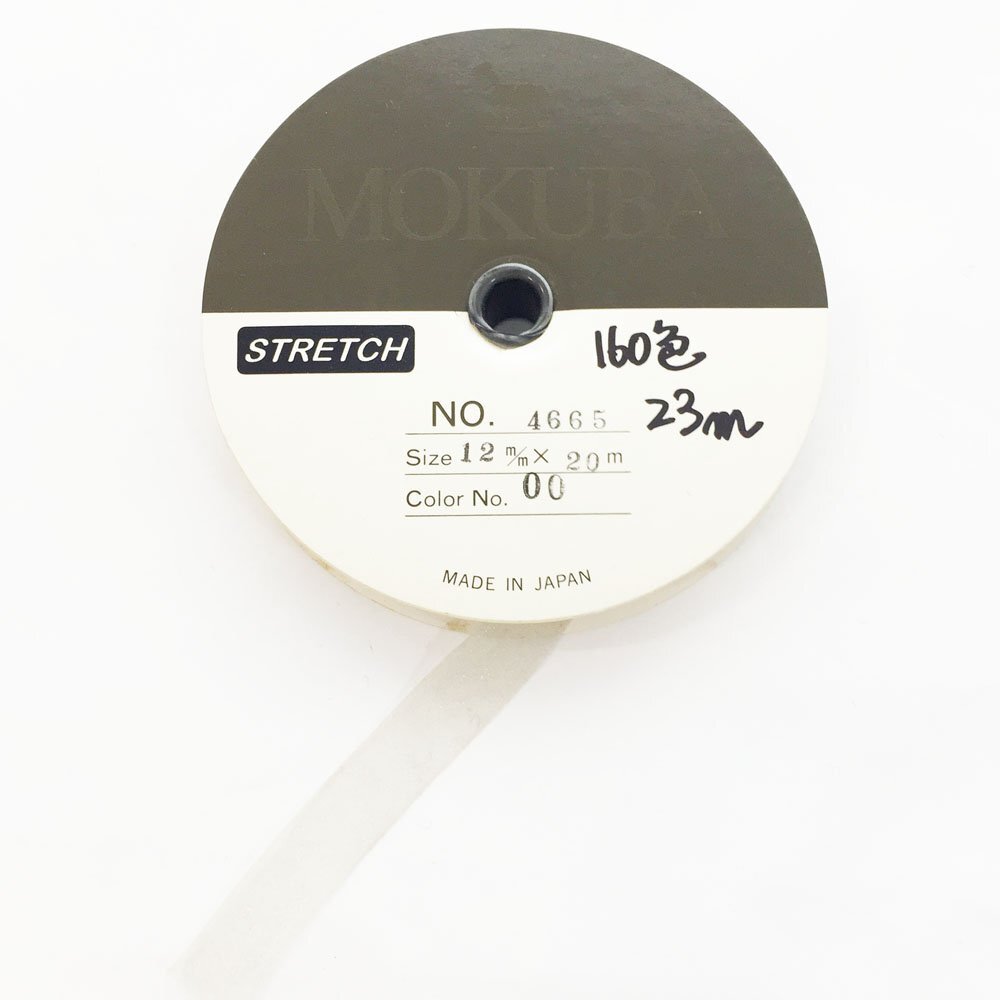 MOKUBA
STRETCH
160色
23m
NO. 4665
Size 12 m/m × 20 m
Color No. 00
MADE IN JAPAN